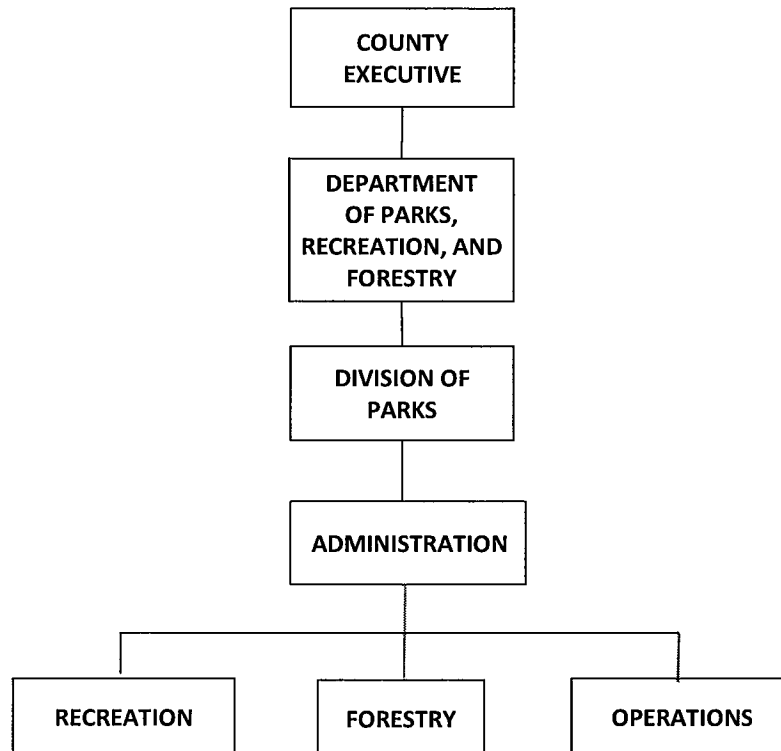 COUNTY
EXECUTIVE
DEPARTMENT
OF PARKS,
RECREATION, AND
FORESTRY
DIVISION OF
PARKS
ADMINISTRATION
RECREATION
FORESTRY
OPERATIONS